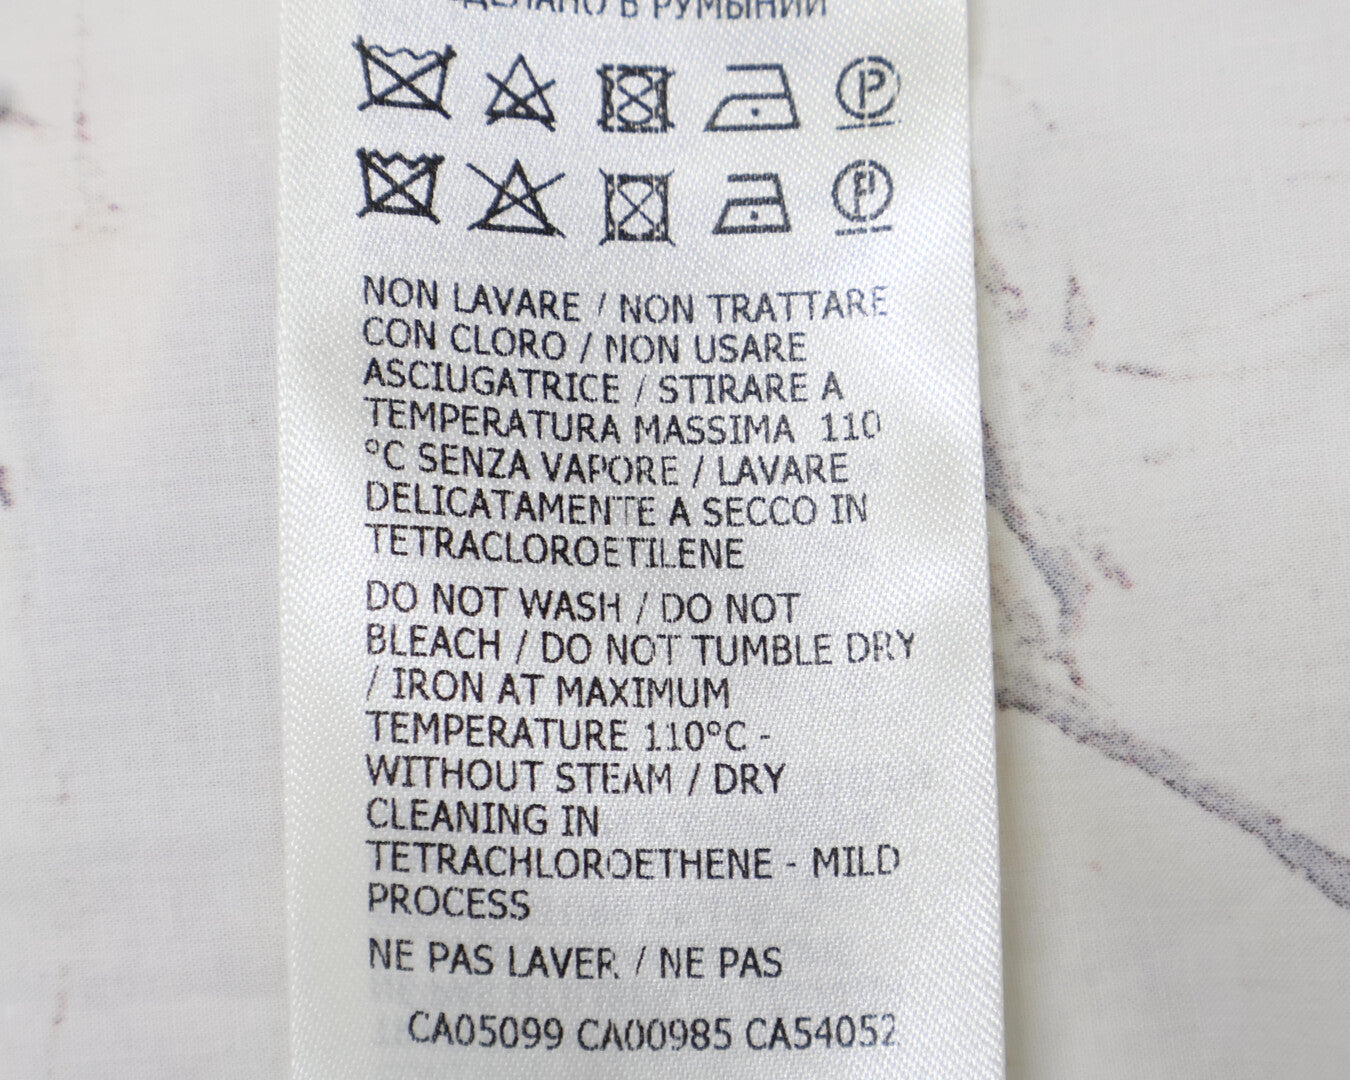 СДЕЛАНО В РУМЫНИИ
NON LAVARE / NON TRATTARE
CON CLORO / NON USARE
ASCIUGATRICE / STIRARE A
TEMPERATURA MASSIMA 110
°C SENZA VAPORE / LAVARE
DELICATAMENTE A SECCO IN
TETRACLOROETILENE
DO NOT WASH / DO NOT
BLEACH / DO NOT TUMBLE DRY
/ IRON AT MAXIMUM
TEMPERATURE 110°C -
WITHOUT STEAM / DRY
CLEANING IN
TETRACHLOROETHENE - MILD
PROCESS
NE PAS LAVER / NE PAS
CA05099 CA00985 CA54052